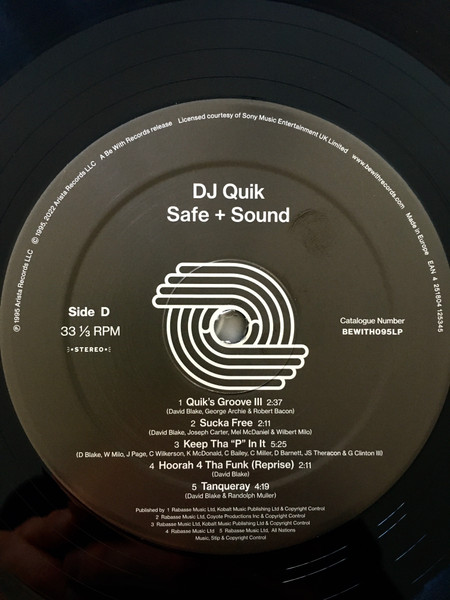 ℗ 1995 Arista Records LLC © 1995, 2022 Arista Records LLC A Be With Records release Licensed courtesy of Sony Music Entertainment UK Limited www.bewithrecords.com Made in Europe EAN 4 251804 125345
DJ Quik
Safe + Sound
Side D
33 ⅓ RPM
STEREO
Catalogue Number
BEWITH095LP
1 Quik's Groove III 2:37
(David Blake, George Archie & Robert Bacon)
2 Sucka Free 2:11
(David Blake, Joseph Carter, Mel McDaniel & Wilbert Milo)
3 Keep Tha "P" In It 5:25
(D Blake, W Milo, J Page, C Wilkerson, K McDonald, C Bailey, C Miller, D Barnett, JS Theracon & G Clinton III)
4 Hoorah 4 Tha Funk (Reprise) 2:11
(David Blake)
5 Tanqueray 4:19
(David Blake & Randolph Muller)
Published by 1 Rabasse Music Ltd, Kobalt Music Publishing Ltd & Copyright Control
2 Rabasse Music Ltd, Coyote Productions Inc & Copyright Control
3 Rabasse Music Ltd, Kobalt Music Publishing Ltd & Copyright Control
4 Rabasse Music Ltd 5 Rabasse Music Ltd, All Nations
Music, Stip & Copyright Control